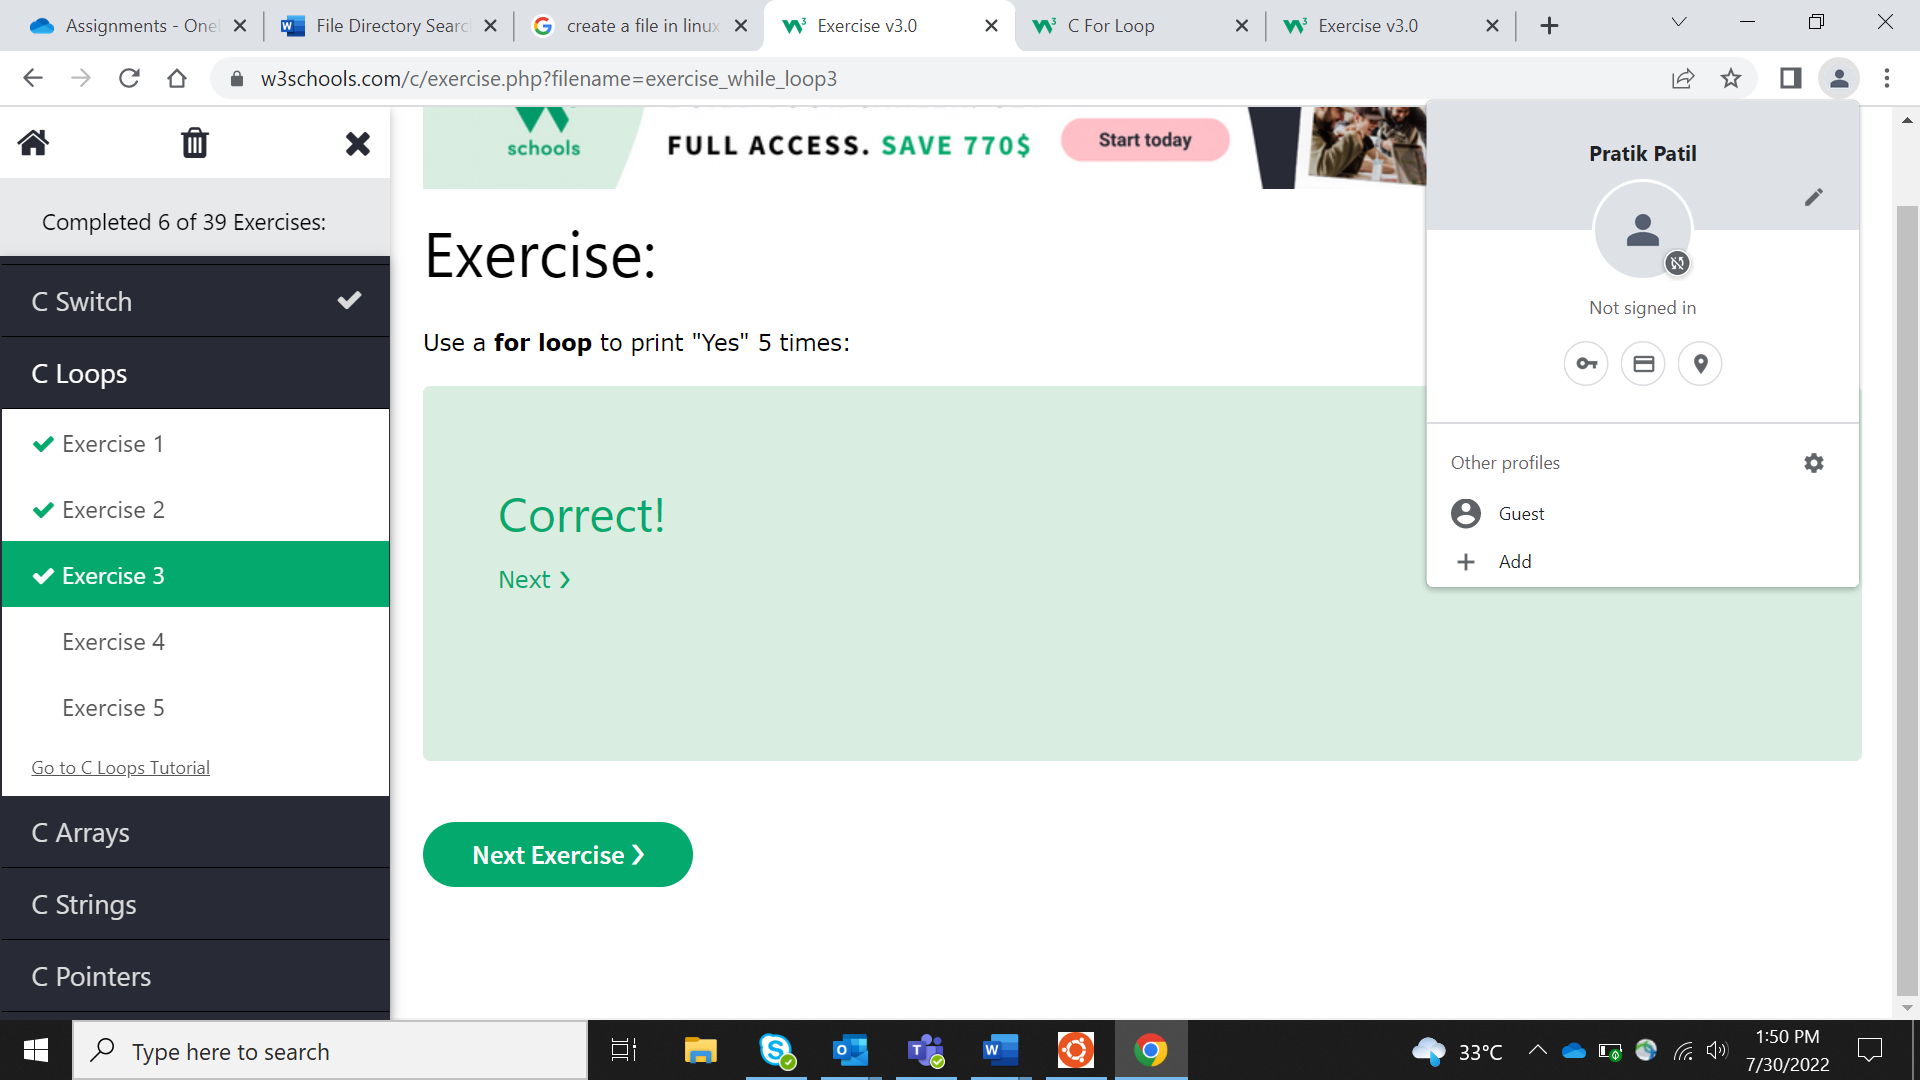 Assignments - One
File Directory Searc
create a file in linux
Exercise v3.0
C For Loop
Exercise v3.0
w3schools.com/c/exercise.php?filename=exercise_while_loop3
Completed 6 of 39 Exercises:
C Switch
C Loops
Exercise 1
Exercise 2
Exercise 3
Exercise 4
Exercise 5
Go to C Loops Tutorial
C Arrays
C Strings
C Pointers
schools
FULL ACCESS. SAVE 770$
Start today
Exercise:
Use a for loop to print "Yes" 5 times:
Correct!
Next ❯
Next Exercise ❯
Pratik Patil
Not signed in
Other profiles
Guest
Add
Type here to search
33°C
1:50 PM
7/30/2022